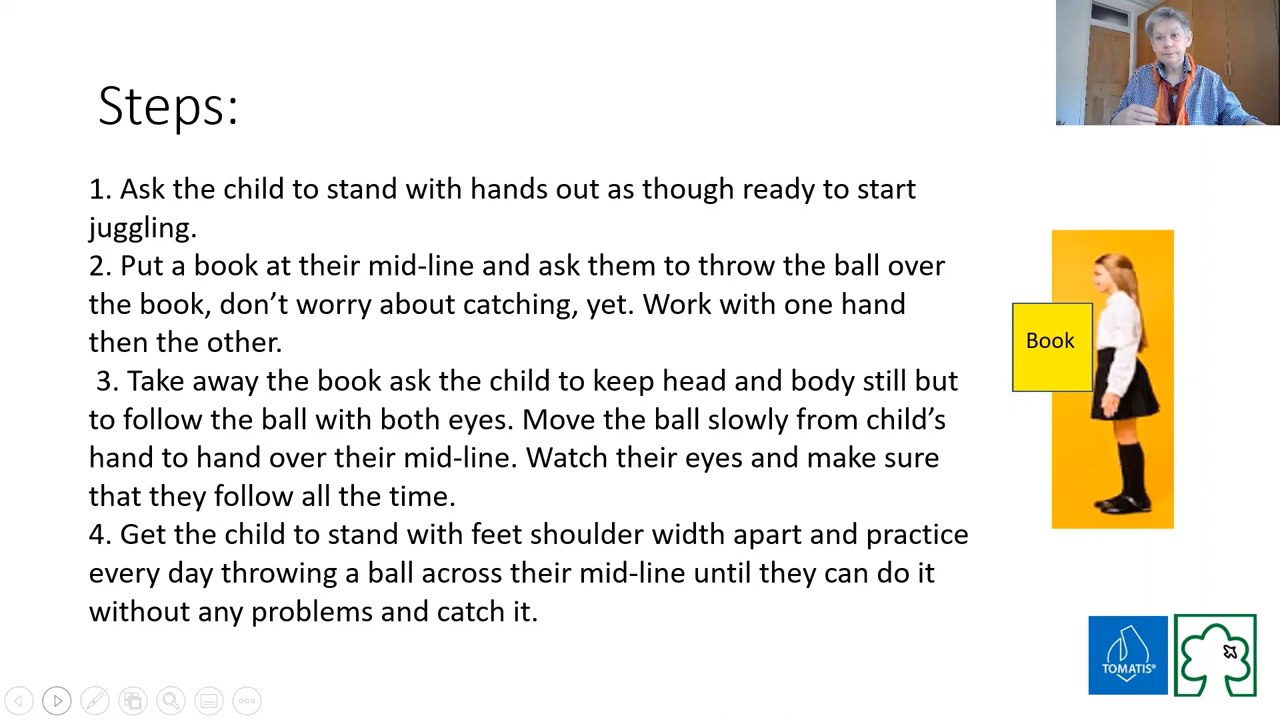 Steps:
1. Ask the child to stand with hands out as though ready to start
juggling.
2. Put a book at their mid-line and ask them to throw the ball over
the book, don’t worry about catching, yet. Work with one hand
then the other.
3. Take away the book ask the child to keep head and body still but
to follow the ball with both eyes. Move the ball slowly from child’s
hand to hand over their mid-line. Watch their eyes and make sure
that they follow all the time.
4. Get the child to stand with feet shoulder width apart and practice
every day throwing a ball across their mid-line until they can do it
without any problems and catch it.
Book
TOMATIS®